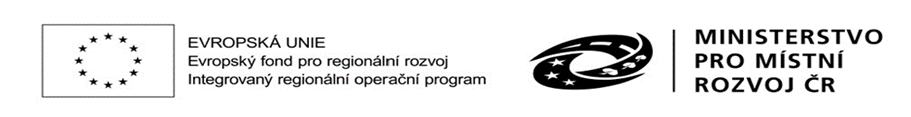 EVROPSKÁ UNIE
Evropský fond pro regionální rozvoj
Integrovaný regionální operační program
MINISTERSTVO
PRO MÍSTNÍ
ROZVOJ ČR